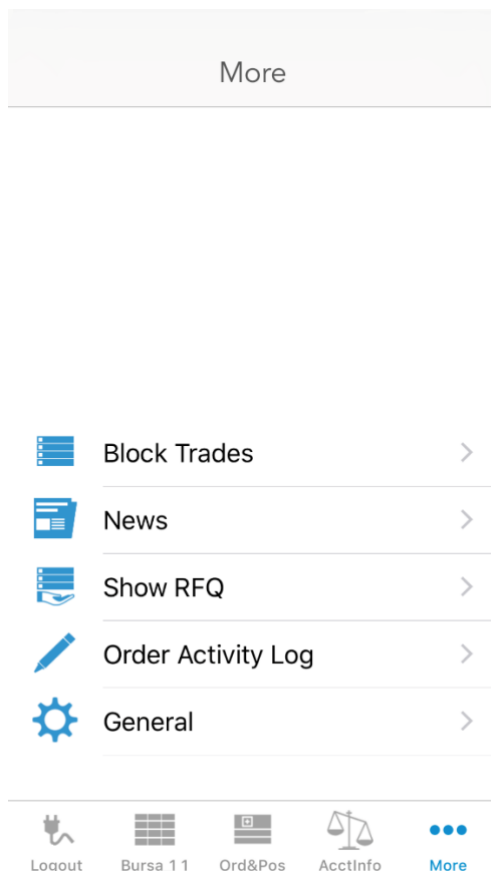 More
Block Trades
News
Show RFQ
Order Activity Log
General
Logout Bursa 1 1 Ord&Pos AcctInfo More